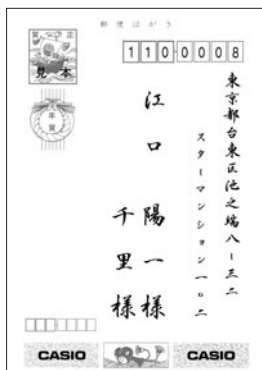 郵便はがき
賀正
見本
年賀
1100008
東京都台東区池之端八ー三二
スターマンション一〇二
江口 陽一様
千里様
CASIO
CASIO